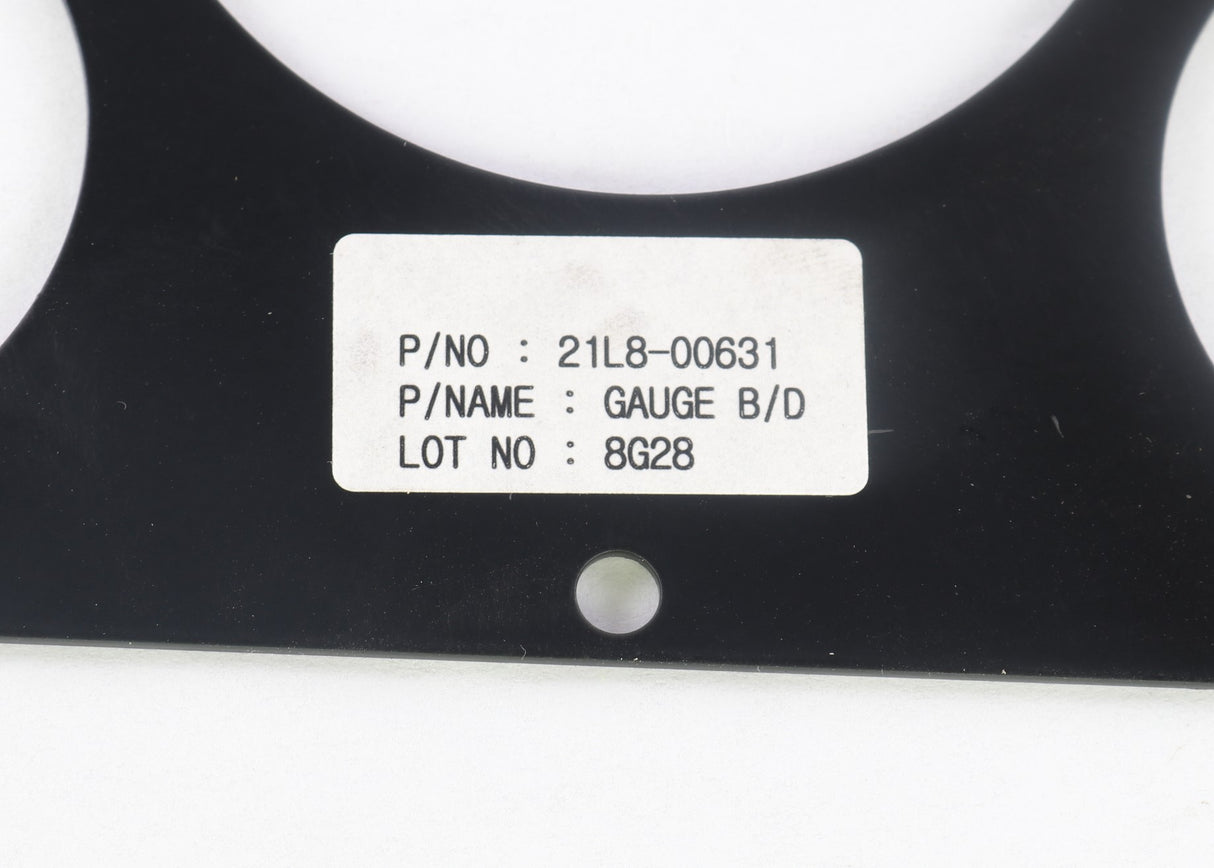 P/NO : 21L8-00631
P/NAME : GAUGE B/D
LOT NO : 8G28